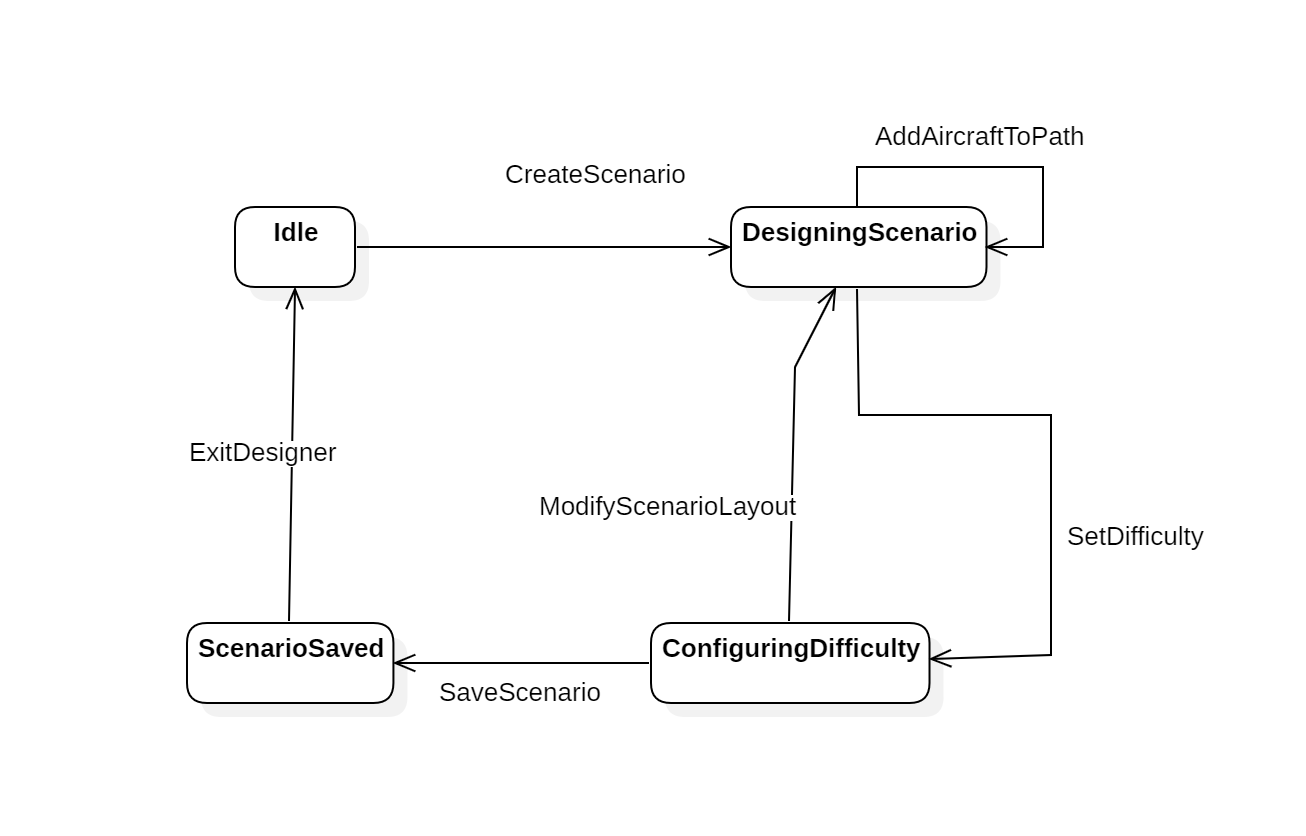 AddAircraftToPath
CreateScenario
Idle
DesigningScenario
ExitDesigner
ModifyScenarioLayout
SetDifficulty
ScenarioSaved
ConfiguringDifficulty
SaveScenario